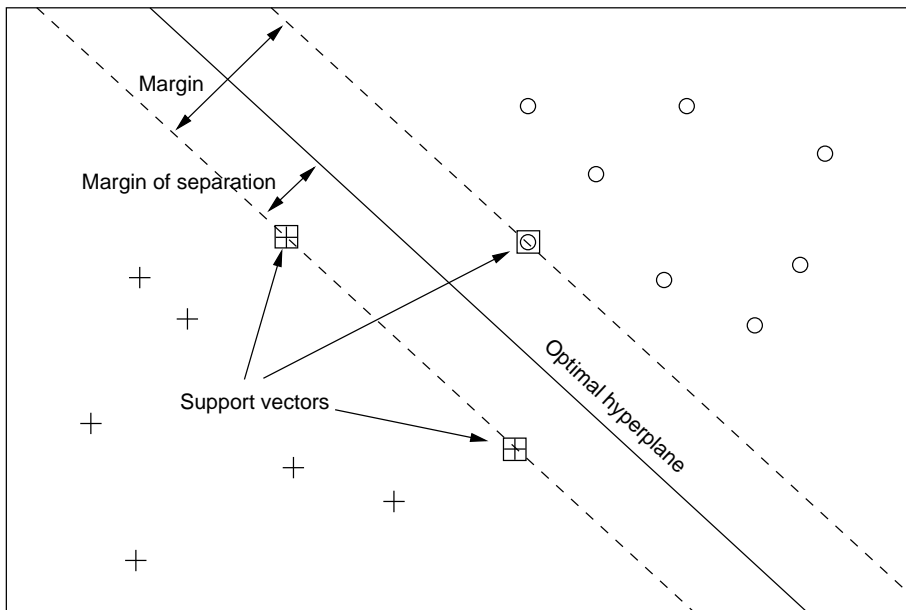 Margin
Margin of separation
Support vectors
Optimal hyperplane